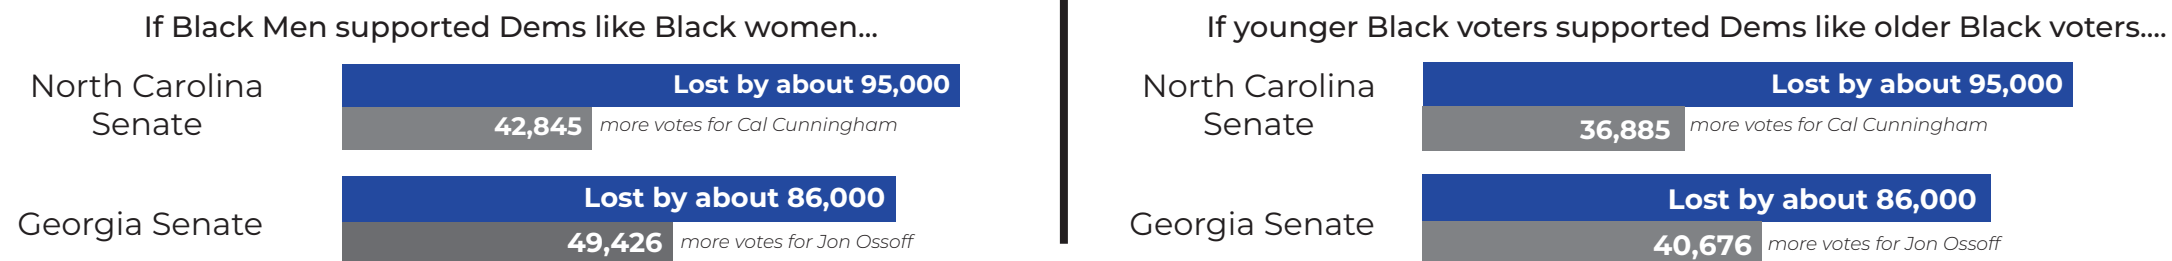 If Black Men supported Dems like Black women...
North Carolina
Senate
Lost by about 95,000
42,845 more votes for Cal Cunningham
Georgia Senate
Lost by about 86,000
49,426 more votes for Jon Ossoff
If younger Black voters supported Dems like older Black voters....
North Carolina
Senate
Lost by about 95,000
36,885 more votes for Cal Cunningham
Georgia Senate
Lost by about 86,000
40,676 more votes for Jon Ossoff